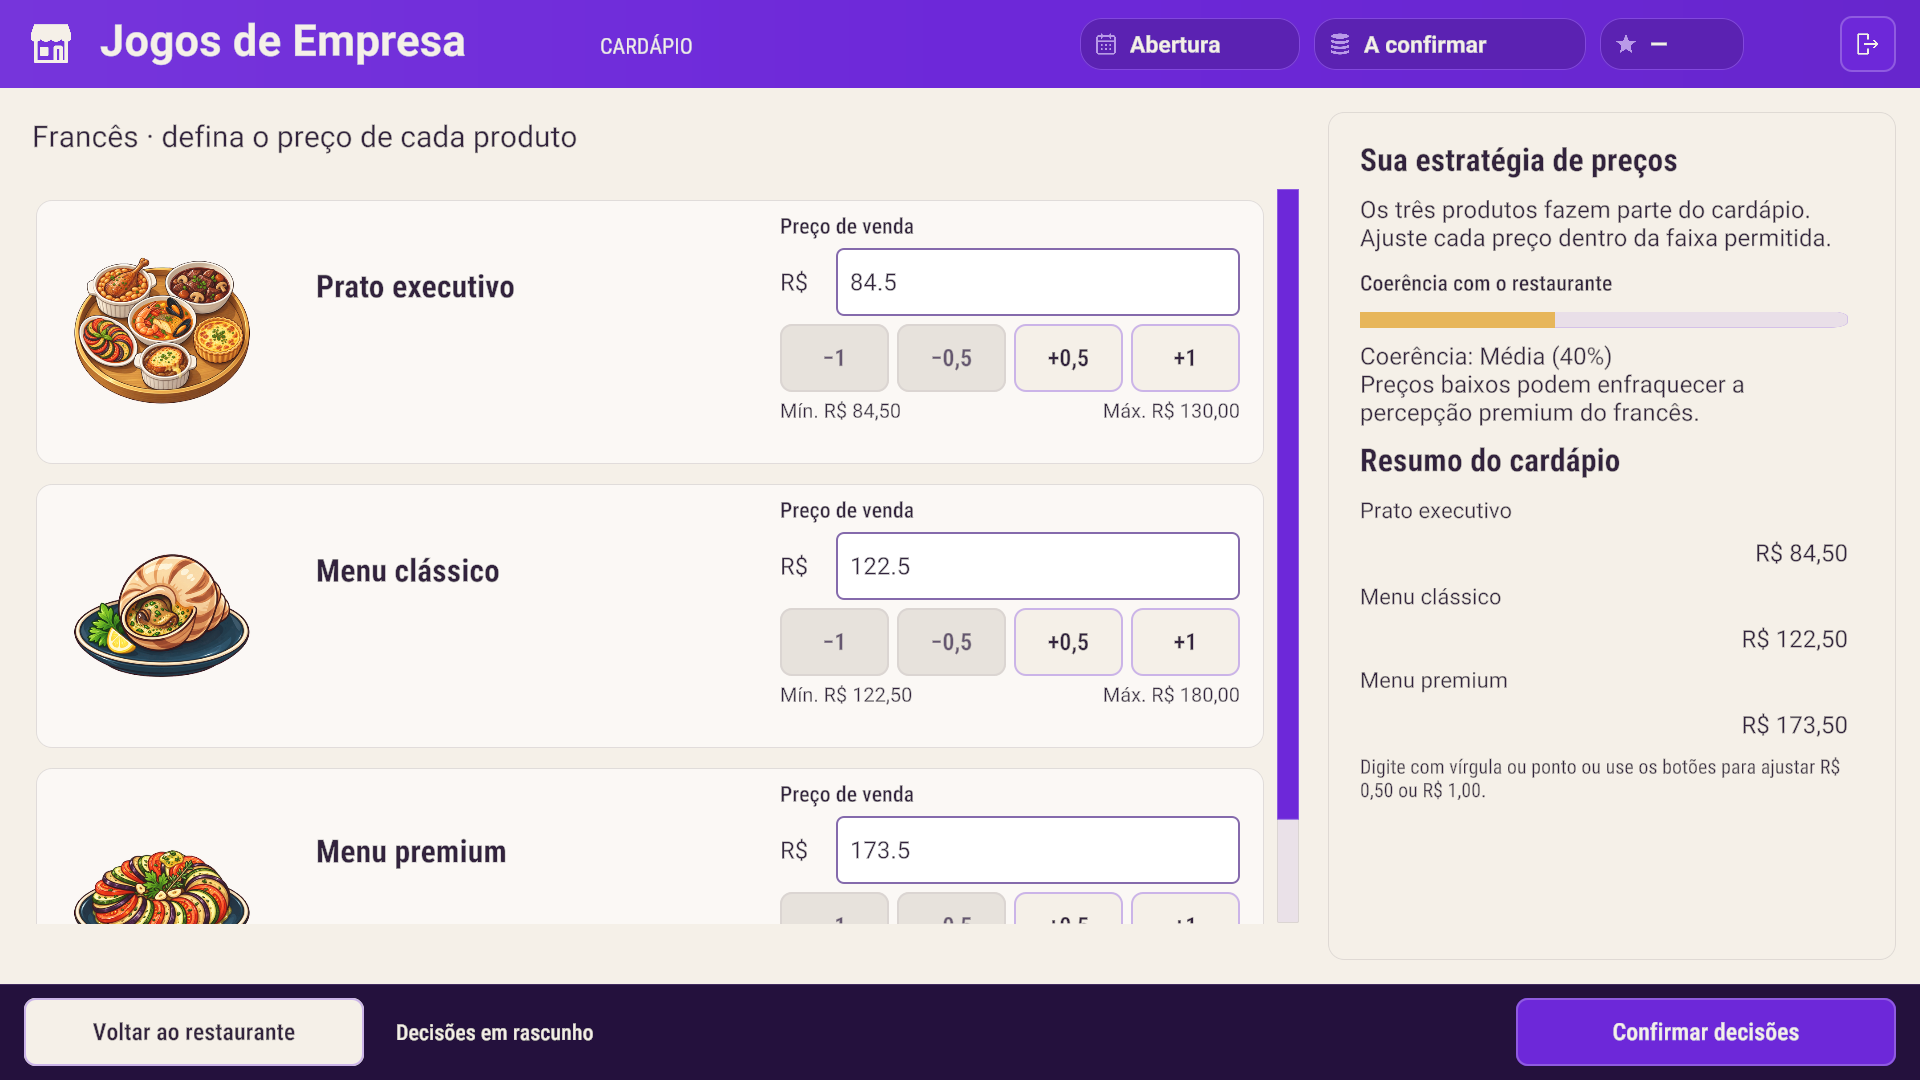 Jogos de Empresa
CARDÁPIO
Abertura
A confirmar
–
Francês · defina o preço de cada produto
Prato executivo
Preço de venda
R$ 84.5
−1 −0,5 +0,5 +1
Mín. R$ 84,50 Máx. R$ 130,00
Menu clássico
Preço de venda
R$ 122.5
−1 −0,5 +0,5 +1
Mín. R$ 122,50 Máx. R$ 180,00
Menu premium
Preço de venda
R$ 173.5
−1 −0,5 +0,5 +1
Sua estratégia de preços
Os três produtos fazem parte do cardápio.
Ajuste cada preço dentro da faixa permitida.
Coerência com o restaurante
Coerência: Média (40%)
Preços baixos podem enfraquecer a
percepção premium do francês.
Resumo do cardápio
Prato executivo
R$ 84,50
Menu clássico
R$ 122,50
Menu premium
R$ 173,50
Digite com vírgula ou ponto ou use os botões para ajustar R$
0,50 ou R$ 1,00.
Voltar ao restaurante
Decisões em rascunho
Confirmar decisões